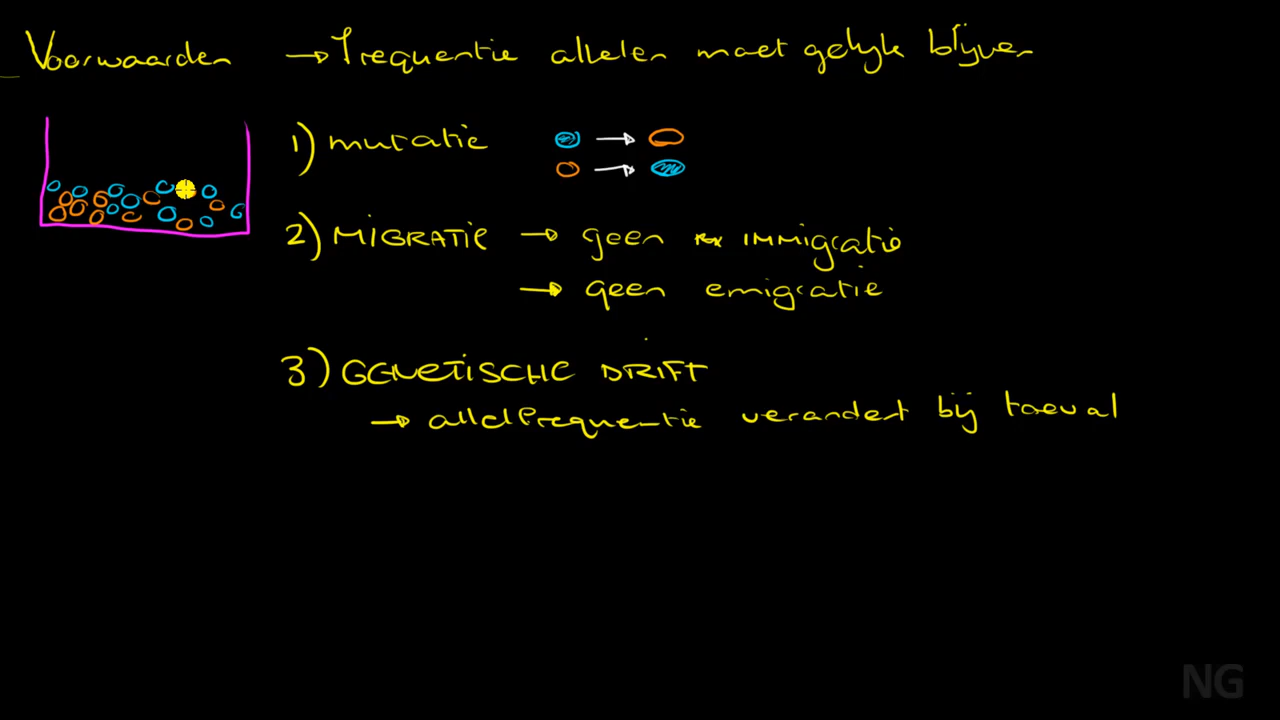 Voorwaarden → frequentie allelen moet gelijk blijven
1) mutatie
2) MIGRATIE → geen IMMIGRATIE
→ geen emigratie
3) GENETISCHE DRIFT
→ allelfrequentie verandert bij toeval
NG